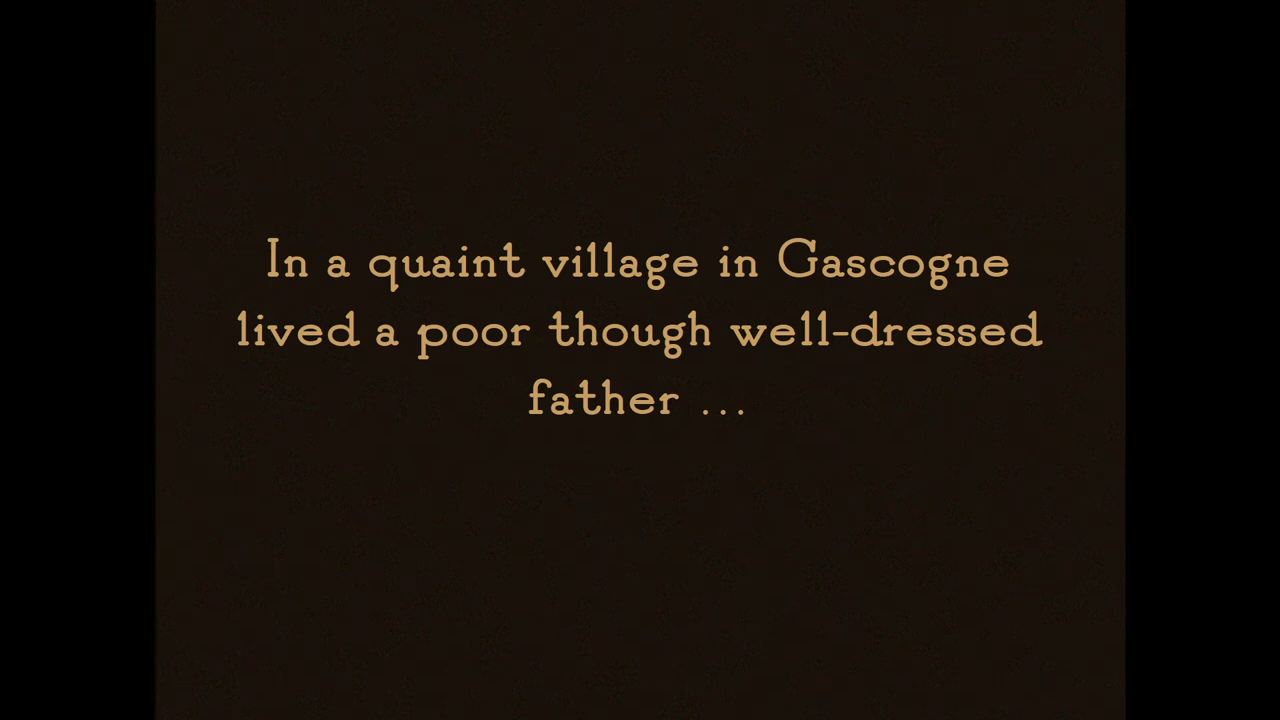 In a quaint village in Gascogne
lived a poor though well-dressed
father ...